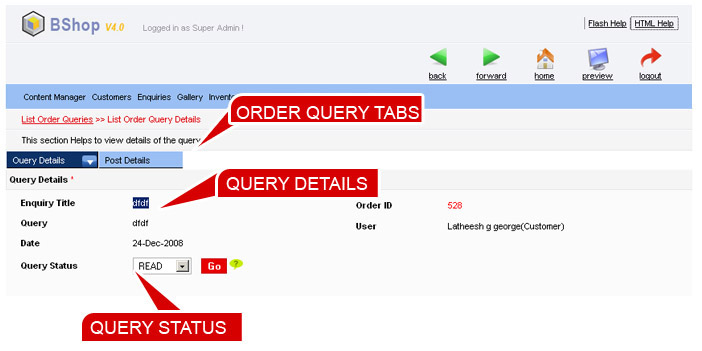 BShop V4.0 Logged in as Super Admin ! Flash Help HTML Help
back forward home preview logout
Content Manager Customers Enquiries Gallery
ORDER QUERY TABS
List Order Queries >> List Order Query Details
This section Helps to view details of the query
Query Details Post Details
Query Details *
QUERY DETAILS
Enquiry Title dfdf Order ID 528
Query dfdf User Latheesh g george(Customer)
Date 24-Dec-2008
Query Status READ Go ?
QUERY STATUS